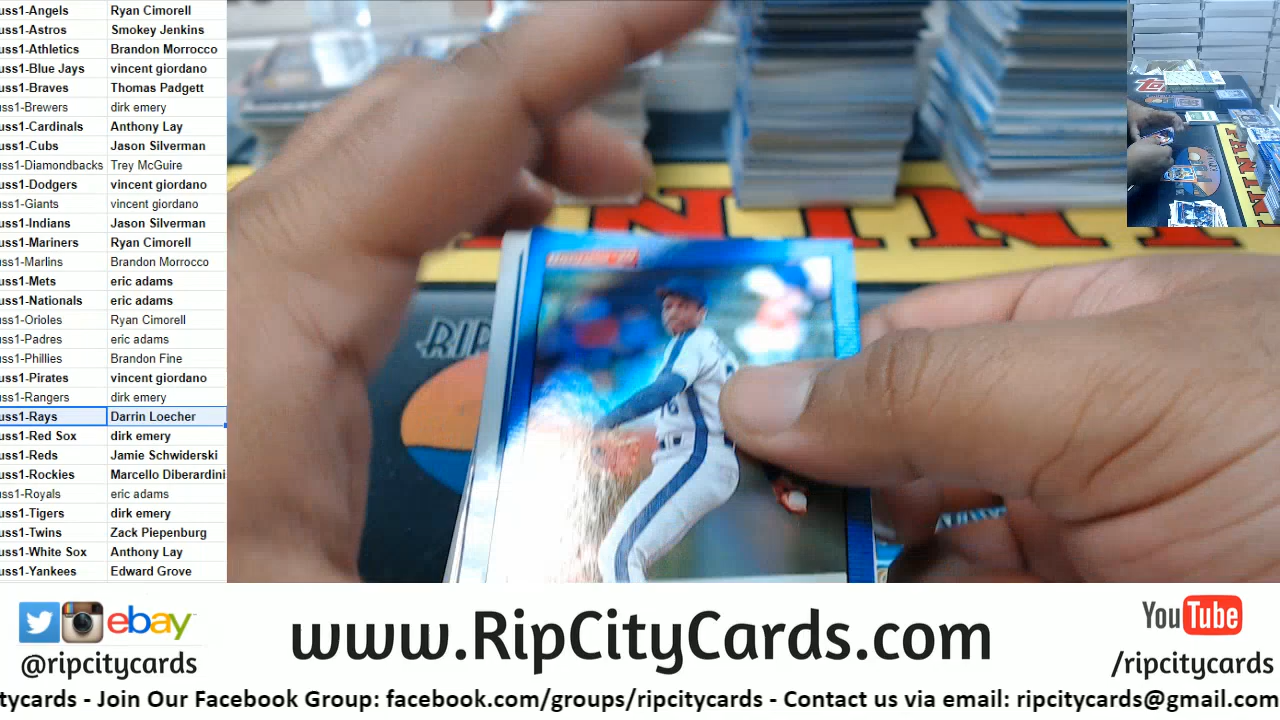 uss1-Angels Ryan Cimorell
uss1-Astros Smokey Jenkins
uss1-Athletics Brandon Morrocco
uss1-Blue Jays vincent giordano
uss1-Braves Thomas Padgett
uss1-Brewers dirk emery
uss1-Cardinals Anthony Lay
uss1-Cubs Jason Silverman
uss1-Diamondbacks Trey McGuire
uss1-Dodgers vincent giordano
uss1-Giants vincent giordano
uss1-Indians Jason Silverman
uss1-Mariners Ryan Cimorell
uss1-Marlins Brandon Morrocco
uss1-Mets eric adams
uss1-Nationals eric adams
uss1-Orioles Ryan Cimorell
uss1-Padres eric adams
uss1-Phillies Brandon Fine
uss1-Pirates vincent giordano
uss1-Rangers dirk emery
uss1-Rays Darrin Loecher
uss1-Red Sox dirk emery
uss1-Reds Jamie Schwiderski
uss1-Rockies Marcello Diberardini
uss1-Royals eric adams
uss1-Tigers dirk emery
uss1-Twins Zack Piepenburg
uss1-White Sox Anthony Lay
uss1-Yankees Edward Grove
PANINI
RIP
16
ebay
@ripcitycards
www.RipCityCards.com
YouTube
/ripcitycards
tycards - Join Our Facebook Group: facebook.com/groups/ripcitycards - Contact us via email: ripcitycards@gmail.com